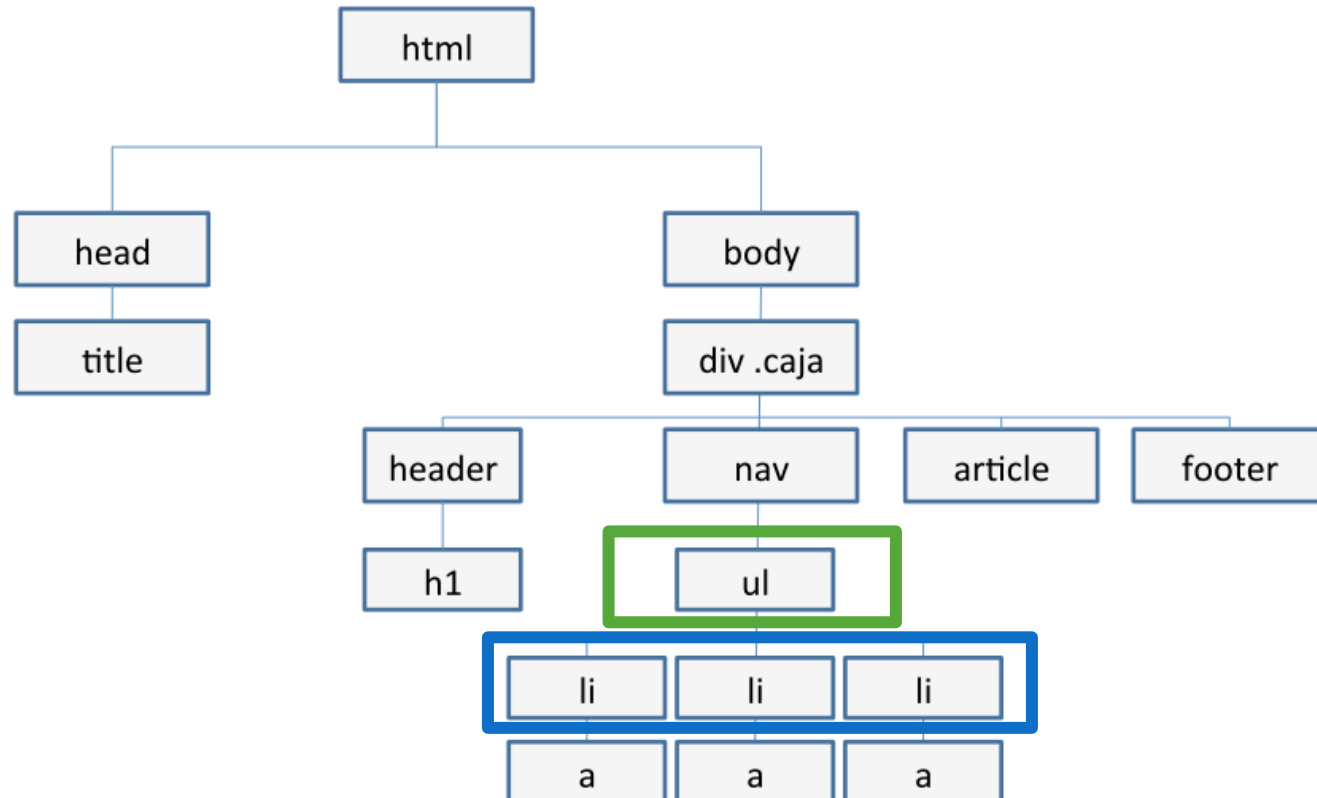 html
head
body
title
div .caja
header
nav
article
footer
h1
ul
li
li
li
a
a
a